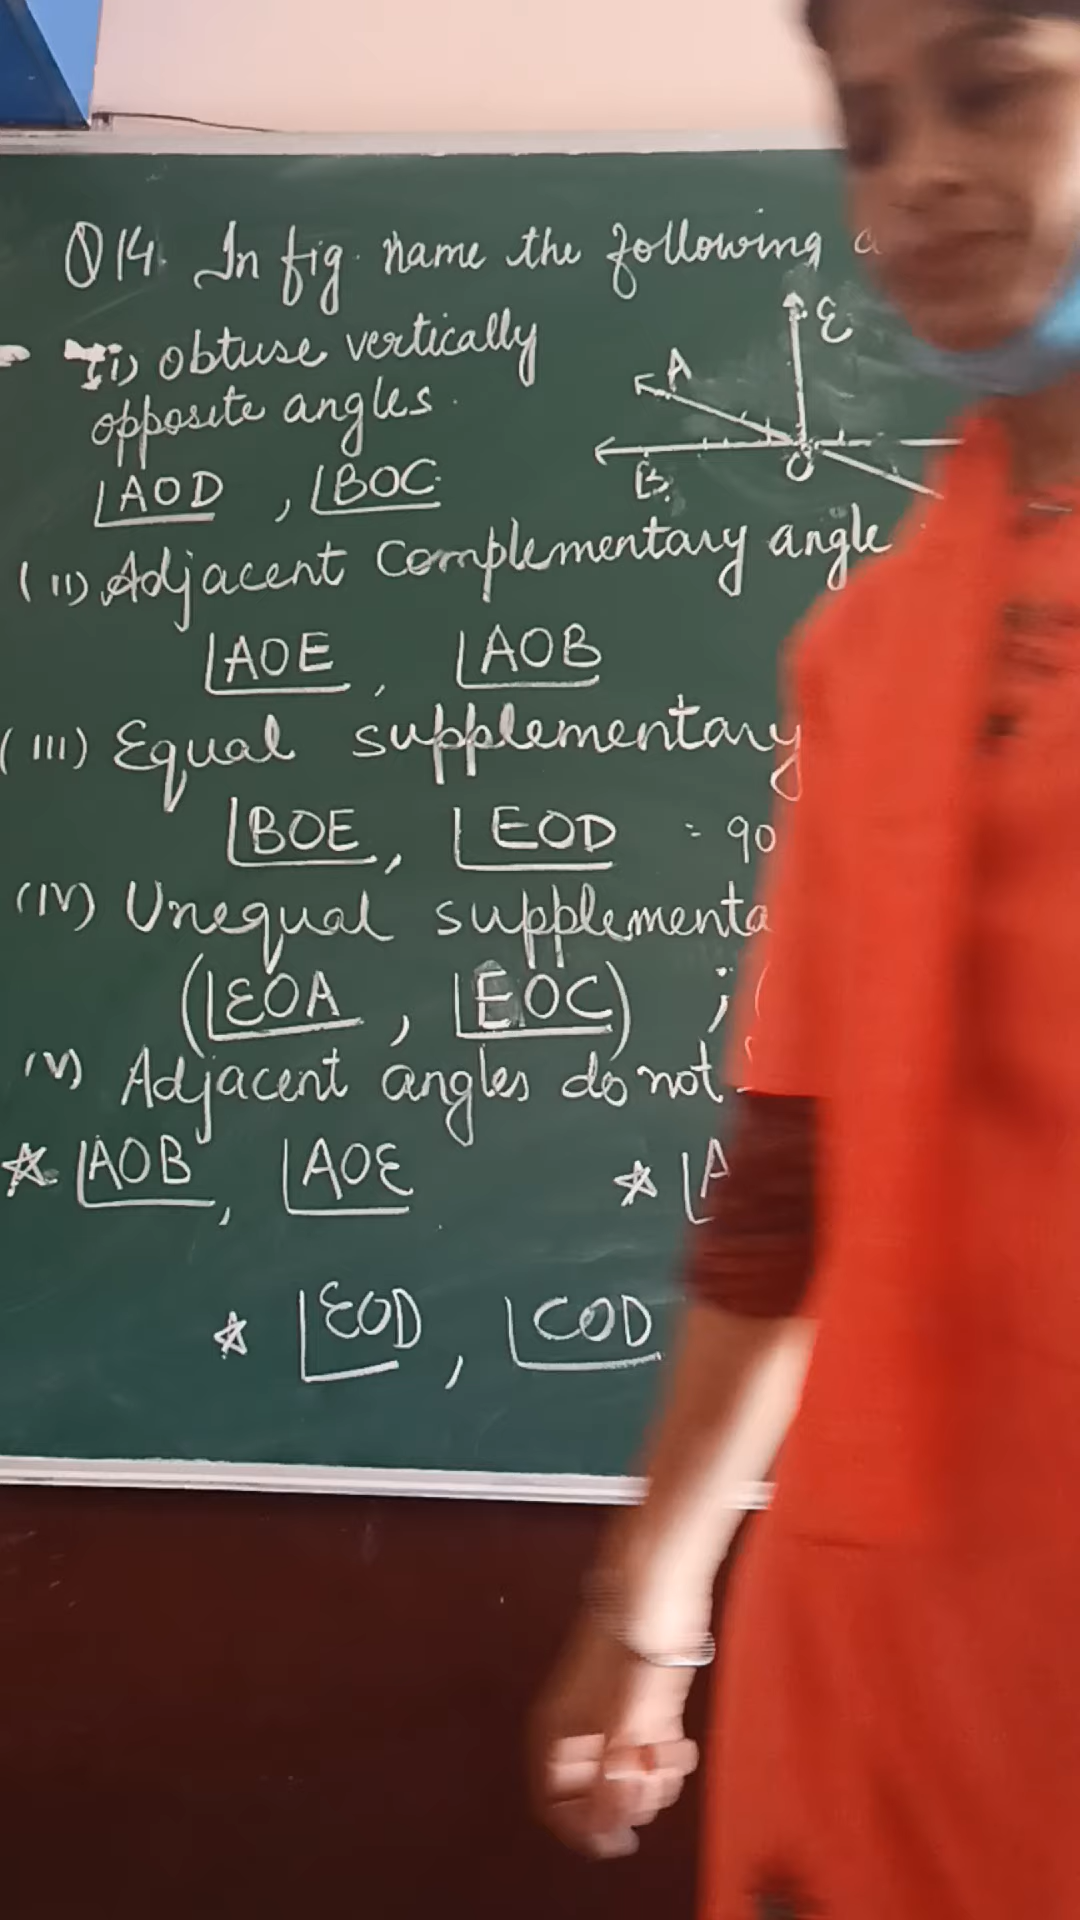 Q14. In fig. name the following
(i) obtuse vertically
opposite angles.
∠AOD , ∠BOC
(II) Adjacent Complementary angle
∠AOE , ∠AOB
(III) Equal supplementary
∠BOE , ∠EOD = 90
(IV) Unequal supplementa
(∠EOA , ∠EOC) ; (
(V) Adjacent angles do not
☆ ∠AOB , ∠AOE ☆ ∠A
☆ ∠EOD , ∠COD
E
A
B
O